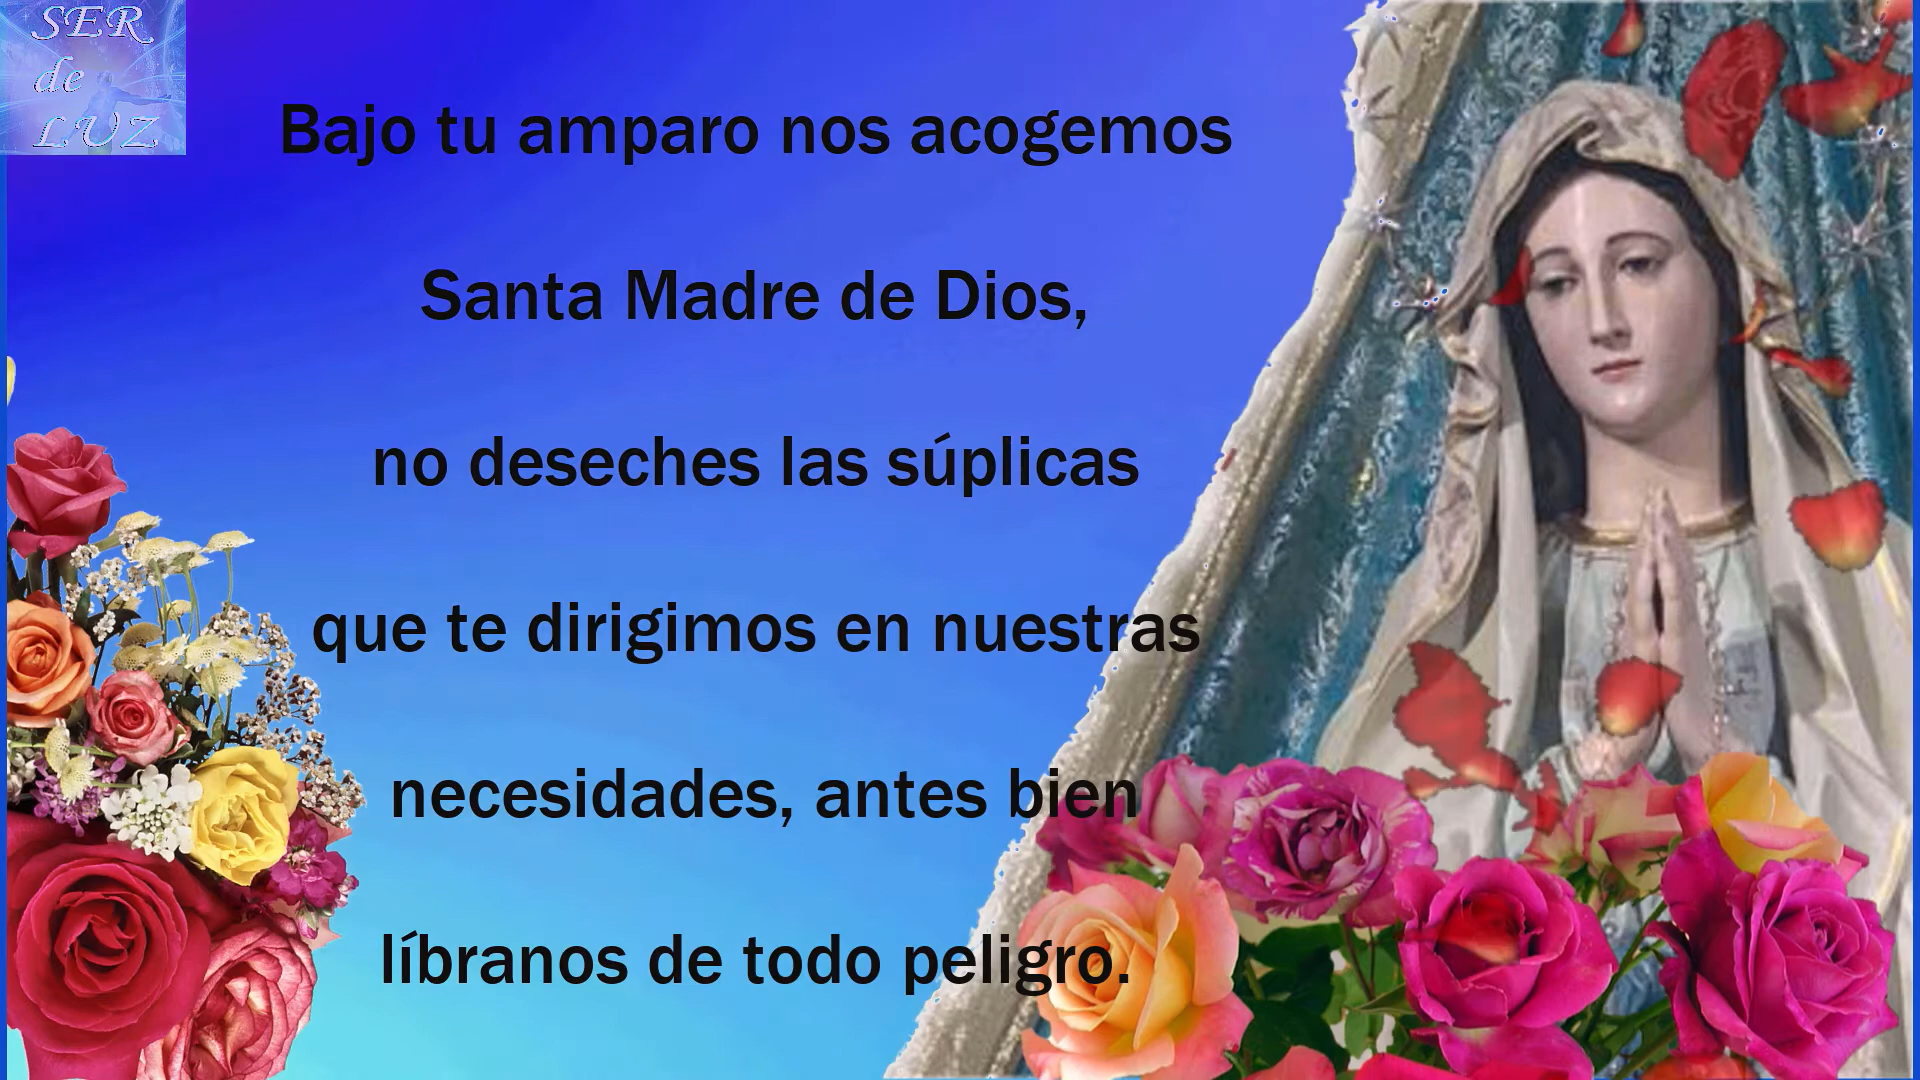 SER
de
LUZ
Bajo tu amparo nos acogemos
Santa Madre de Dios,
no deseches las súplicas
que te dirigimos en nuestras
necesidades, antes bien
líbranos de todo peligro.